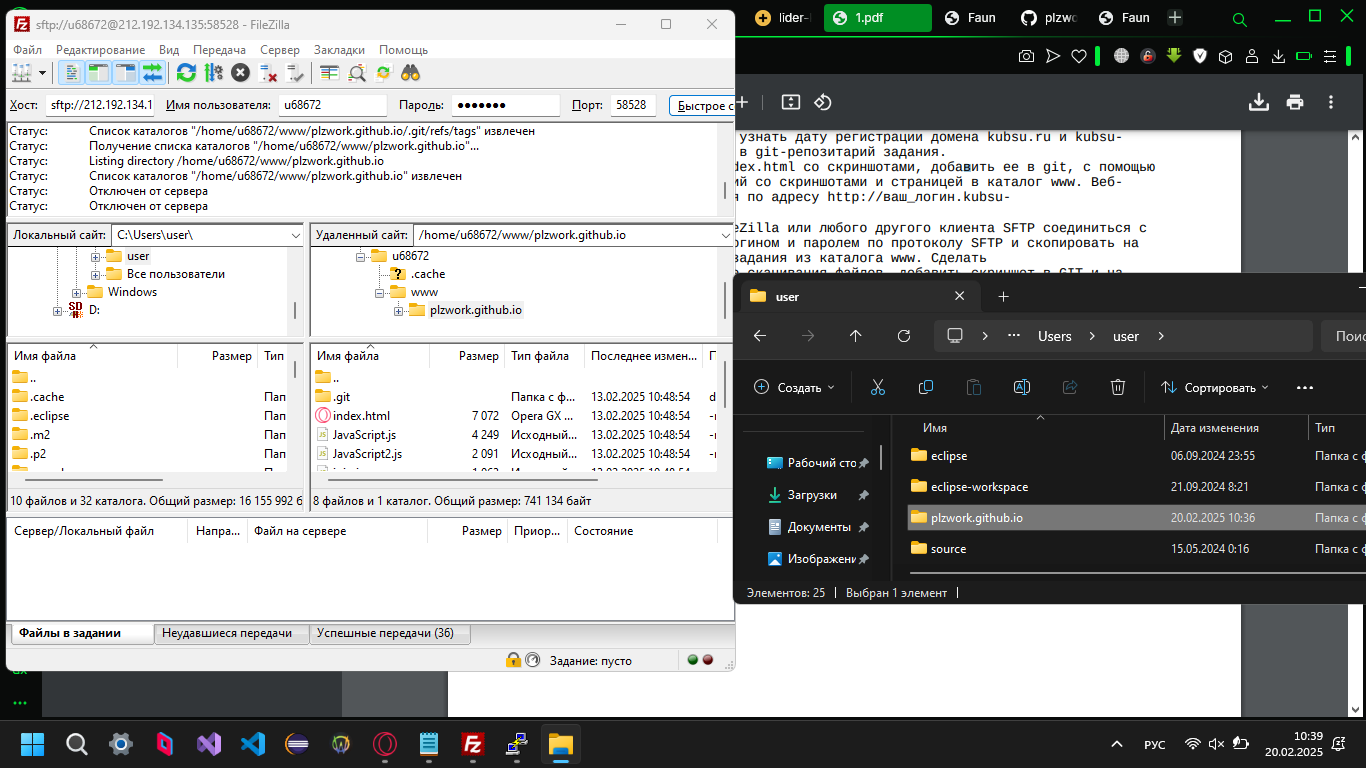 sftp://u68672@212.192.134.135:58528 - FileZilla
Файл Редактирование Вид Передача Сервер Закладки Помощь
Хост: sftp://212.192.134.1 Имя пользователя: u68672 Пароль: ●●●●●●● Порт: 58528 Быстрое с
Статус: Список каталогов "/home/u68672/www/plzwork.github.io/.git/refs/tags" извлечен
Статус: Получение списка каталогов "/home/u68672/www/plzwork.github.io"...
Статус: Listing directory /home/u68672/www/plzwork.github.io
Статус: Список каталогов "/home/u68672/www/plzwork.github.io" извлечен
Статус: Отключен от сервера
Статус: Отключен от сервера
Локальный сайт: C:\Users\user\
user
Все пользователи
Windows
D:
Удаленный сайт: /home/u68672/www/plzwork.github.io
u68672
.cache
www
plzwork.github.io
Имя файла Размер Тип
..
.cache Пап
.eclipse Пап
.m2 Пап
.p2 Пап
10 файлов и 32 каталога. Общий размер: 16 155 992 б
Имя файла Размер Тип файла Последнее измен... П
..
.git Папка с ф... 13.02.2025 10:48:54 d
index.html 7 072 Opera GX ... 13.02.2025 10:48:54 -r
JavaScript.js 4 249 Исходный... 13.02.2025 10:48:54 -r
JavaScript2.js 2 091 Исходный... 13.02.2025 10:48:54 -r
8 файлов и 1 каталог. Общий размер: 741 134 байт
Сервер/Локальный файл Напра... Файл на сервере Размер Приор... Состояние
Файлы в задании Неудавшиеся передачи Успешные передачи (36)
Задание: пусто
lider- 1.pdf Faun plzwo Faun
узнать дату регистрации домена kubsu.ru и kubsu-
в git-репозитарий задания.
dex.html со скриншотами, добавить ее в git, с помощью
ий со скриншотами и страницей в каталог www. Веб-
я по адресу http://ваш_логин.kubsu-
eZilla или любого другого клиента SFTP соединиться с
огином и паролем по протоколу SFTP и скопировать на
задания из каталога www. Сделать
скачивания файлов, добавить скриншот в GIT и на
user
Users user Поис
Создать Сортировать
Имя Дата изменения Тип
Рабочий сто
Загрузки
Документы
Изображени
eclipse 06.09.2024 23:55 Папка с ф
eclipse-workspace 21.09.2024 8:21 Папка с ф
plzwork.github.io 20.02.2025 10:36 Папка с ф
source 15.05.2024 0:16 Папка с ф
Элементов: 25 Выбран 1 элемент
РУС
10:39
20.02.2025